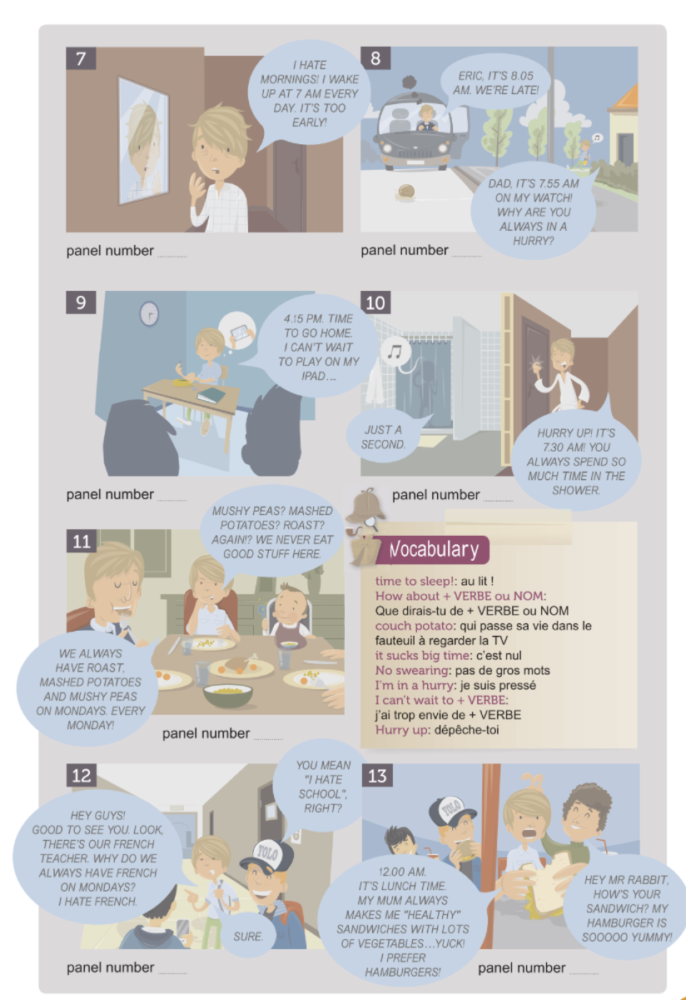 7
I HATE
MORNINGS! I WAKE
UP AT 7 AM EVERY
DAY. IT'S TOO
EARLY!
panel number ............
8
ERIC, IT'S 8.05
AM. WE'RE LATE!
DAD, IT'S 7.55 AM
ON MY WATCH!
WHY ARE YOU
ALWAYS IN A
HURRY?
panel number ............
9
4.15 PM. TIME
TO GO HOME.
I CAN'T WAIT
TO PLAY ON MY
IPAD...
panel number ............
10
JUST A
SECOND.
HURRY UP! IT'S
7.30 AM! YOU
ALWAYS SPEND SO
MUCH TIME IN THE
SHOWER.
panel number ............
11
MUSHY PEAS? MASHED
POTATOES? ROAST?
AGAIN!? WE NEVER EAT
GOOD STUFF HERE.
WE ALWAYS
HAVE ROAST,
MASHED POTATOES
AND MUSHY PEAS
ON MONDAYS. EVERY
MONDAY!
panel number ............
Vocabulary
time to sleep!: au lit !
How about + VERBE ou NOM:
Que dirais-tu de + VERBE ou NOM
couch potato: qui passe sa vie dans le
fauteuil à regarder la TV
it sucks big time: c'est nul
No swearing: pas de gros mots
I'm in a hurry: je suis pressé
I can't wait to + VERBE:
j'ai trop envie de + VERBE
Hurry up: dépêche-toi
12
HEY GUYS!
GOOD TO SEE YOU. LOOK,
THERE'S OUR FRENCH
TEACHER. WHY DO WE
ALWAYS HAVE FRENCH
ON MONDAYS?
I HATE FRENCH.
YOU MEAN
"I HATE
SCHOOL",
RIGHT?
YOLO
SURE.
panel number ............
13
YOLO
12.00 AM.
IT'S LUNCH TIME.
MY MUM ALWAYS
MAKES ME "HEALTHY"
SANDWICHES WITH LOTS
OF VEGETABLES...YUCK!
I PREFER
HAMBURGERS!
HEY MR RABBIT,
HOW'S YOUR
SANDWICH? MY
HAMBURGER IS
SOOOOO YUMMY!
panel number ............